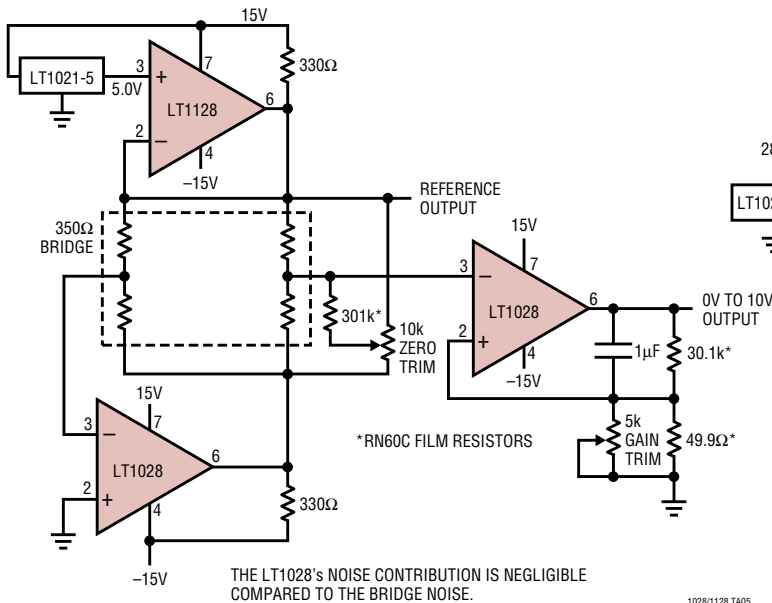 15V
330Ω
LT1021-5
3
+
7
5.0V
LT1128
6
2
–
4
–15V
28
LT102
REFERENCE
OUTPUT
350Ω
BRIDGE
15V
3
–
7
301k*
10k
ZERO
TRIM
LT1028
6
0V TO 10V
OUTPUT
2
+
4
–15V
1µF
30.1k*
15V
3
–
7
*RN60C FILM RESISTORS
5k
GAIN
TRIM
49.9Ω*
LT1028
6
2
+
4
330Ω
–15V
THE LT1028's NOISE CONTRIBUTION IS NEGLIGIBLE
COMPARED TO THE BRIDGE NOISE.
1028/1128 TA05